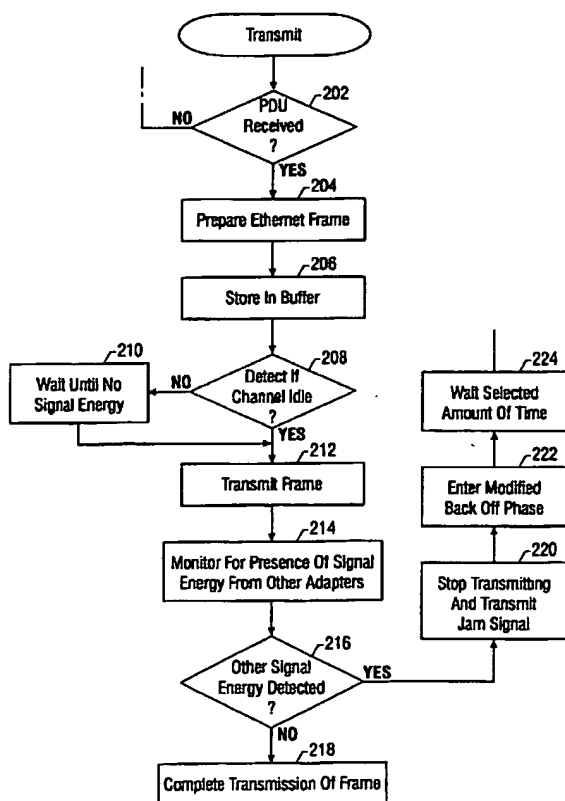 Transmit
202
PDU
Received
?
NO
YES
204
Prepare Ethernet Frame
206
Store In Buffer
208
Detect If
Channel Idle
?
NO
YES
210
Wait Until No
Signal Energy
212
Transmit Frame
214
Monitor For Presence Of Signal
Energy From Other Adapters
216
Other Signal
Energy Detected
?
YES
NO
218
Complete Transmission Of Frame
220
Stop Transmitting
And Transmit
Jam Signal
222
Enter Modified
Back Off Phase
224
Wait Selected
Amount Of Time